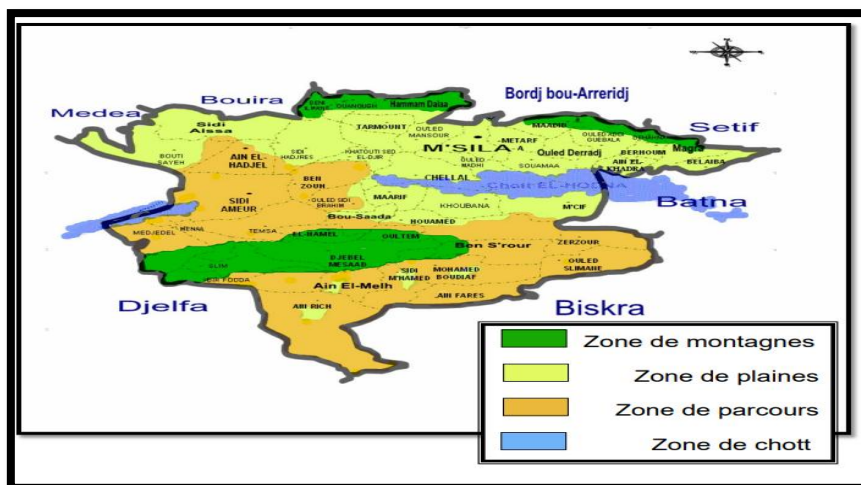 Bordj bou-Arreridj
Bouira
Medea
Setif
Hammam Dalaa
Sidi
Aissa
TARMOUNT
OULED
MANSOUR
MAADID
OULED ADDI
GUEBALA
Magra
M'SILA
METARF
Ouled Derradj
BERHOUM
BELAIBA
BOUTI
SAYEH
AIN EL-
HADJEL
SIDI
HADJRES
KHATOUTI SED
EL-DJIR
OULED
MADHI
SOUAMAA
AIN EL
KHADRA
CHELLAL
Chott EL-HODNA
BEN
ZOUH
SIDI
AMEUR
OULED SIDI
BRAHIM
MAARIF
KHOUBANA
M'CIF
Batna
Bou-Saada
HOUAMED
MEDJEDEL
MENAA
TEMSA
EL-HAMEL
OULTEM
Ben S'rour
ZERZOUR
OULED
SLIMANE
DJEBEL
MESAAD
SLIM
SIDI
M'HAMED
MOHAMED
BOUDIAF
Djelfa
Ain El-Melh
AIN FARES
AIN RICH
Biskra
Zone de montagnes
Zone de plaines
Zone de parcours
Zone de chott